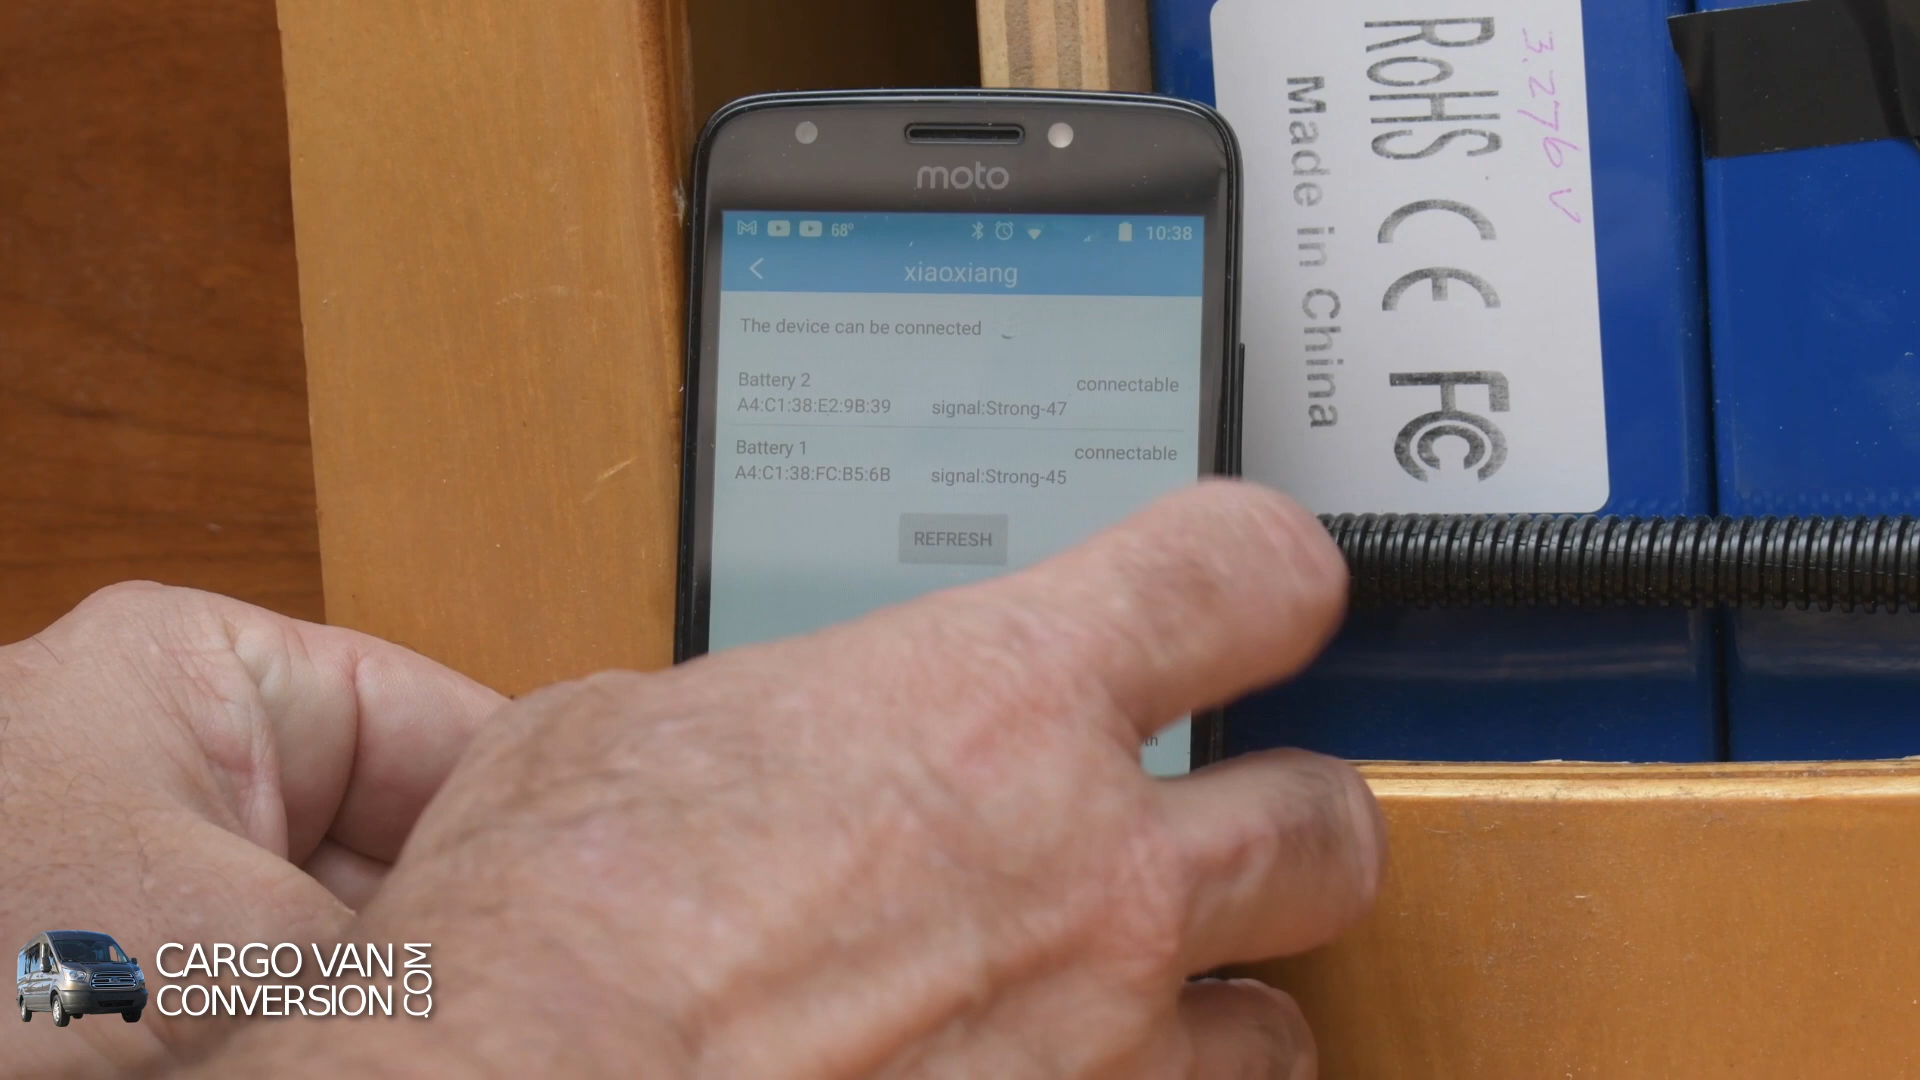 moto
68° 10:38
xiaoxiang
The device can be connected
Battery 2 connectable
A4:C1:38:E2:9B:39 signal:Strong-47
Battery 1 connectable
A4:C1:38:FC:B5:6B signal:Strong-45
REFRESH
3.276 V
RoHS CE FC
Made in China
CARGO VAN
CONVERSION
.COM